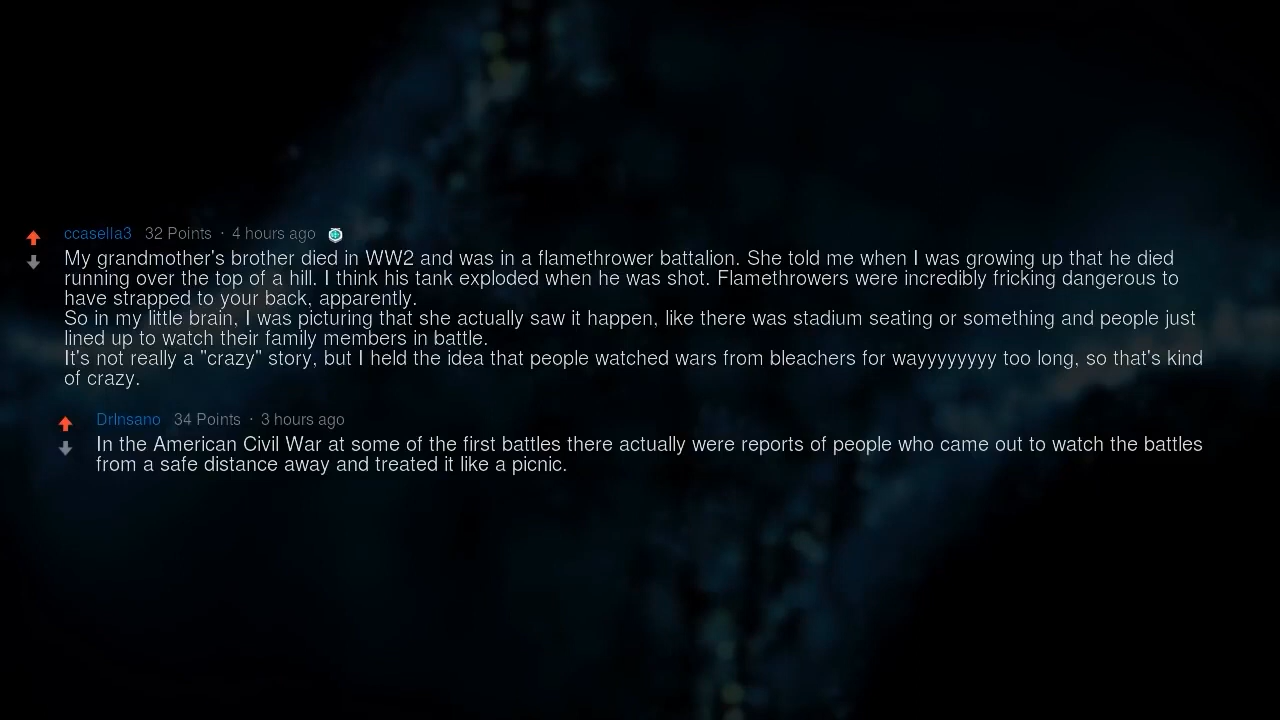 ccasella3 32 Points · 4 hours ago
My grandmother's brother died in WW2 and was in a flamethrower battalion. She told me when I was growing up that he died
running over the top of a hill. I think his tank exploded when he was shot. Flamethrowers were incredibly fricking dangerous to
have strapped to your back, apparently.
So in my little brain, I was picturing that she actually saw it happen, like there was stadium seating or something and people just
lined up to watch their family members in battle.
It's not really a "crazy" story, but I held the idea that people watched wars from bleachers for wayyyyyyyy too long, so that's kind
of crazy.
DrInsano 34 Points · 3 hours ago
In the American Civil War at some of the first battles there actually were reports of people who came out to watch the battles
from a safe distance away and treated it like a picnic.